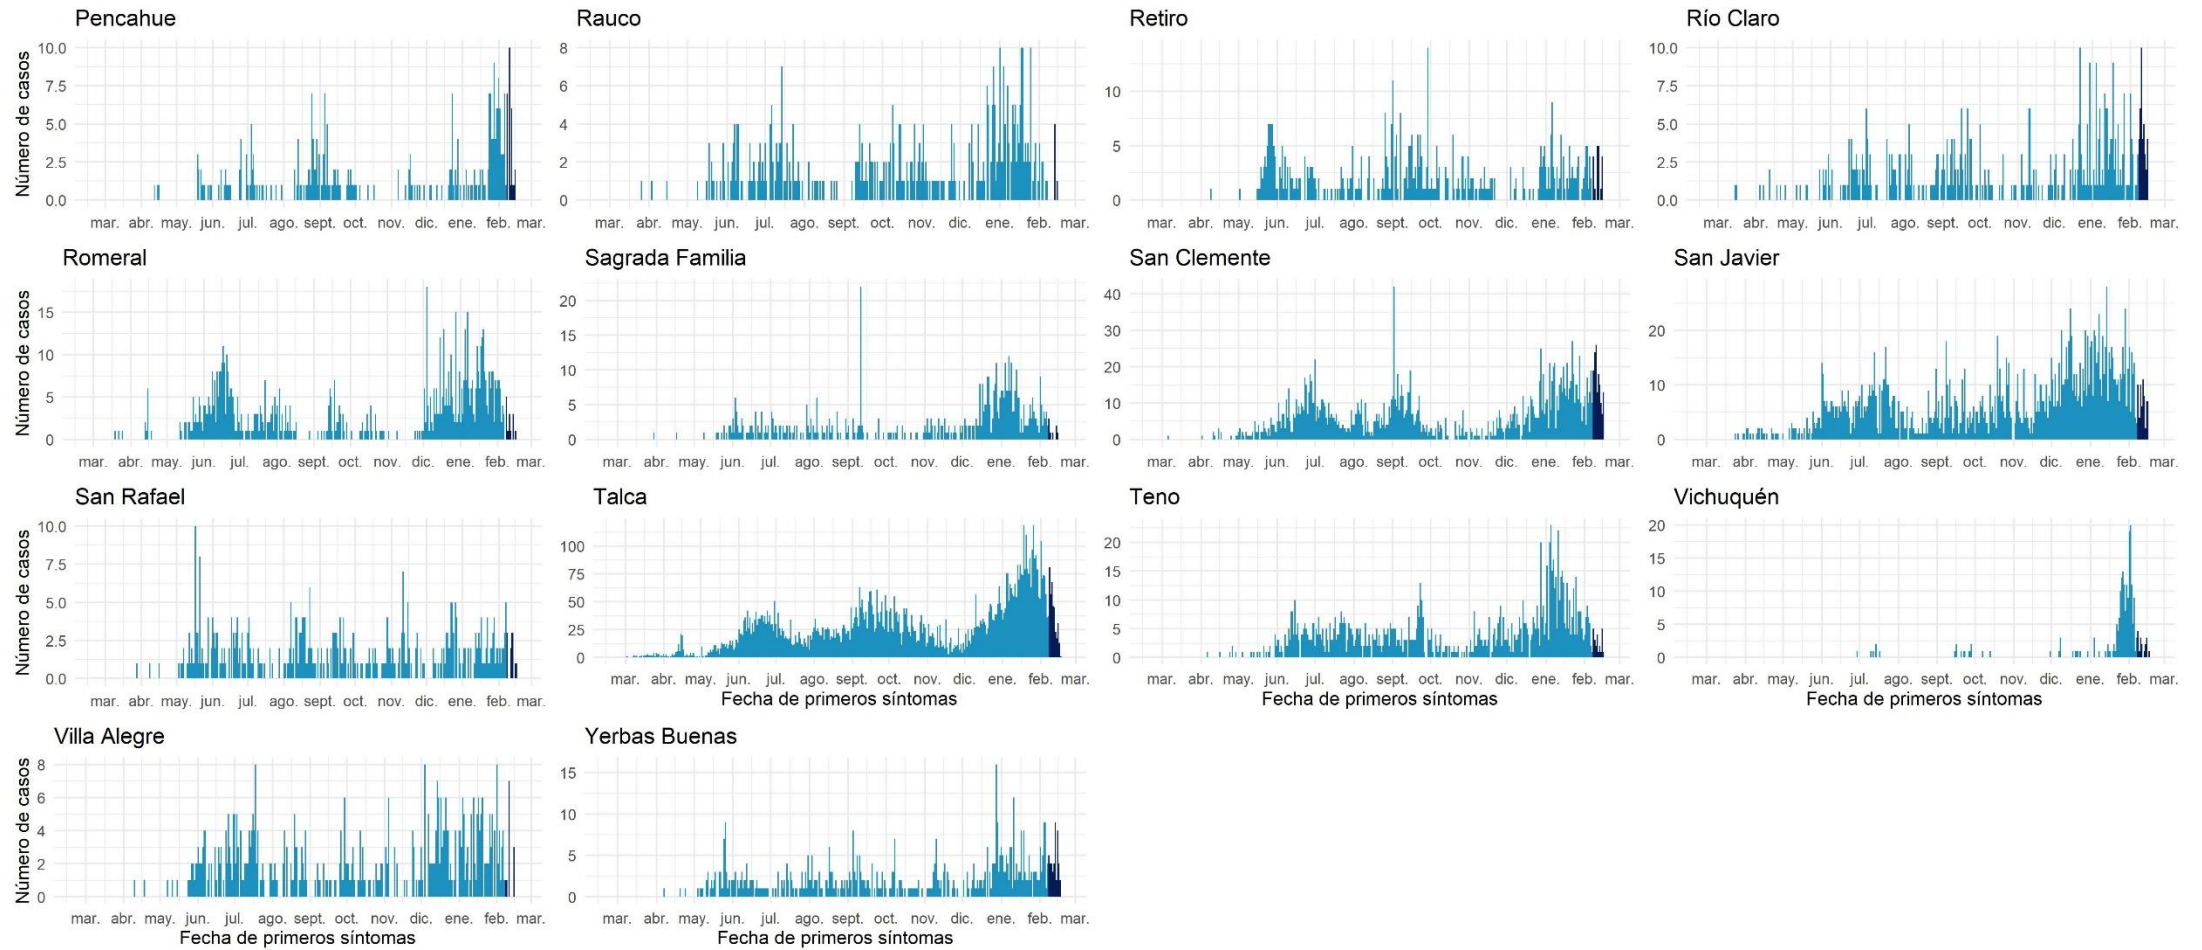 Pencahue
Número de casos
10.0
7.5
5.0
2.5
0.0
mar. abr. may. jun. jul. ago. sept. oct. nov. dic. ene. feb. mar.
Rauco
8
6
4
2
0
mar. abr. may. jun. jul. ago. sept. oct. nov. dic. ene. feb. mar.
Retiro
10
5
0
mar. abr. may. jun. jul. ago. sept. oct. nov. dic. ene. feb. mar.
Río Claro
10.0
7.5
5.0
2.5
0.0
mar. abr. may. jun. jul. ago. sept. oct. nov. dic. ene. feb. mar.
Romeral
Número de casos
15
10
5
0
mar. abr. may. jun. jul. ago. sept. oct. nov. dic. ene. feb. mar.
Sagrada Familia
20
15
10
5
0
mar. abr. may. jun. jul. ago. sept. oct. nov. dic. ene. feb. mar.
San Clemente
40
30
20
10
0
mar. abr. may. jun. jul. ago. sept. oct. nov. dic. ene. feb. mar.
San Javier
20
10
0
mar. abr. may. jun. jul. ago. sept. oct. nov. dic. ene. feb. mar.
San Rafael
Número de casos
10.0
7.5
5.0
2.5
0.0
mar. abr. may. jun. jul. ago. sept. oct. nov. dic. ene. feb. mar.
Talca
100
75
50
25
0
mar. abr. may. jun. jul. ago. sept. oct. nov. dic. ene. feb. mar.
Fecha de primeros síntomas
Teno
20
15
10
5
0
mar. abr. may. jun. jul. ago. sept. oct. nov. dic. ene. feb. mar.
Fecha de primeros síntomas
Vichuquén
20
15
10
5
0
mar. abr. may. jun. jul. ago. sept. oct. nov. dic. ene. feb. mar.
Fecha de primeros síntomas
Villa Alegre
Número de casos
8
6
4
2
0
mar. abr. may. jun. jul. ago. sept. oct. nov. dic. ene. feb. mar.
Fecha de primeros síntomas
Yerbas Buenas
15
10
5
0
mar. abr. may. jun. jul. ago. sept. oct. nov. dic. ene. feb. mar.
Fecha de primeros síntomas